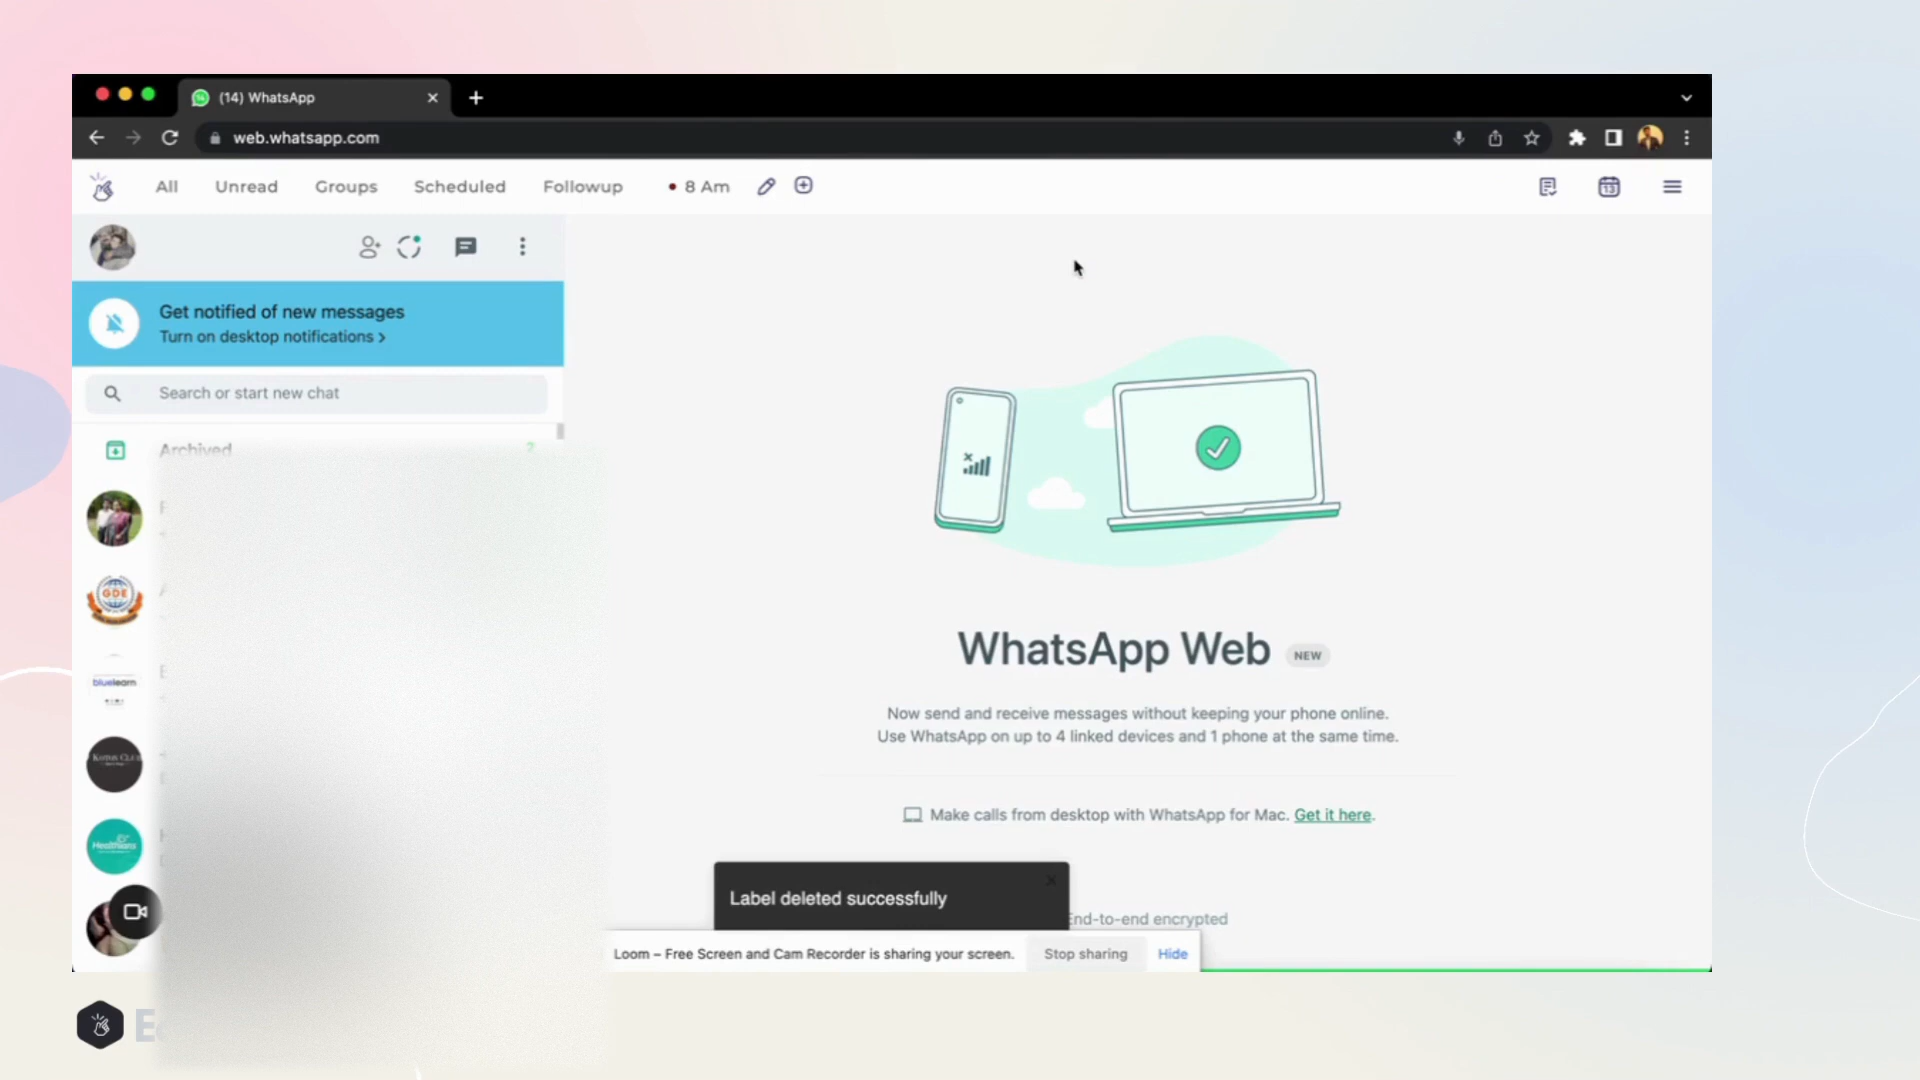 (14) WhatsApp
web.whatsapp.com
All Unread Groups Scheduled Followup 8 Am
13
Get notified of new messages
Turn on desktop notifications >
Search or start new chat
Archived
GDE
bluelearn
Healthians
WhatsApp Web NEW
Now send and receive messages without keeping your phone online.
Use WhatsApp on up to 4 linked devices and 1 phone at the same time.
Make calls from desktop with WhatsApp for Mac. Get it here.
Label deleted successfully
End-to-end encrypted
Loom – Free Screen and Cam Recorder is sharing your screen. Stop sharing Hide